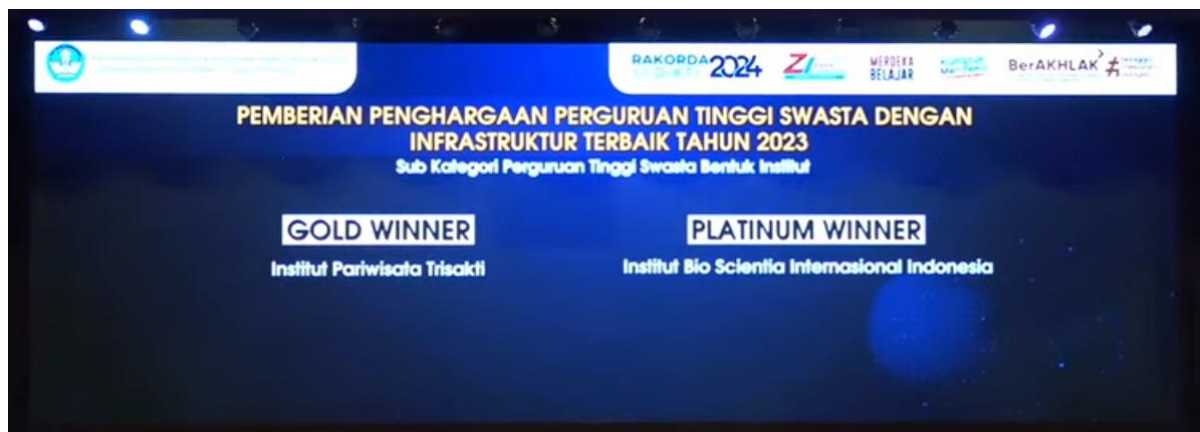 RAKORDA 2024
ZI
MERDEKA
BELAJAR
BerAKHLAK
PEMBERIAN PENGHARGAAN PERGURUAN TINGGI SWASTA DENGAN
INFRASTRUKTUR TERBAIK TAHUN 2023
Sub Kategori Perguruan Tinggi Swasta Bentuk Institut
GOLD WINNER
PLATINUM WINNER
Institut Pariwisata Trisakti
Institut Bio Scientia Internasional Indonesia